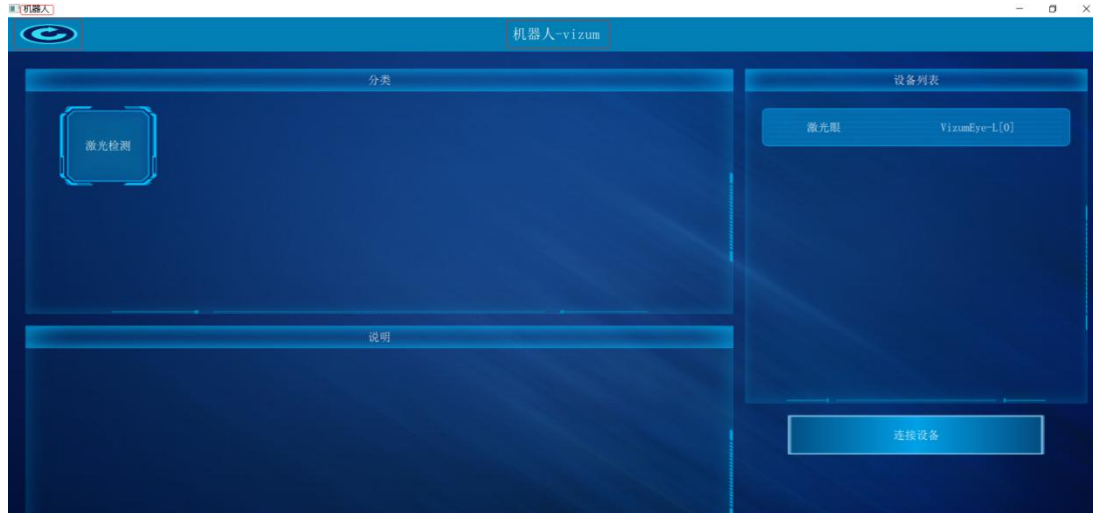 机器人
机器人-vizum
分类
设备列表
激光检测
激光眼 VizumEye-L[0]
说明
连接设备